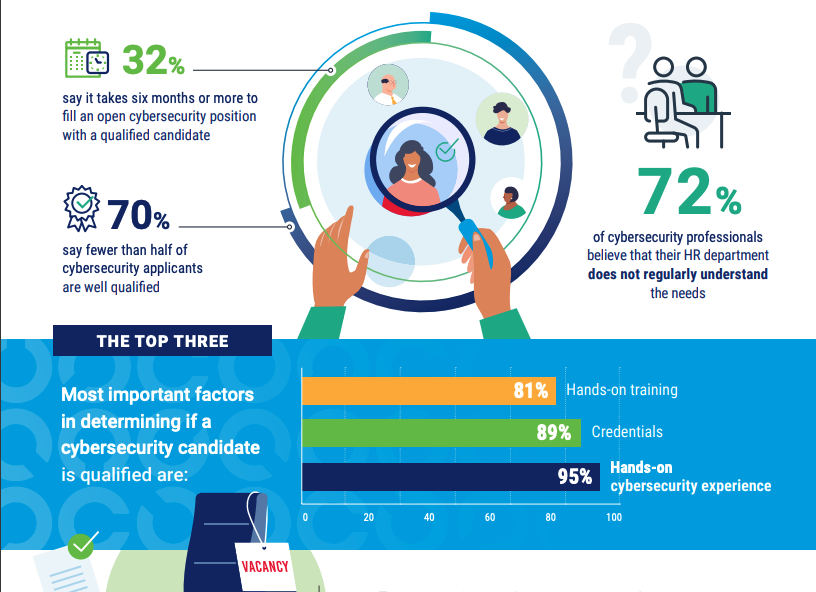 32%
say it takes six months or more to
fill an open cybersecurity position
with a qualified candidate
70%
say fewer than half of
cybersecurity applicants
are well qualified
?
72%
of cybersecurity professionals
believe that their HR department
does not regularly understand
the needs
THE TOP THREE
Most important factors
in determining if a
cybersecurity candidate
is qualified are:
81% Hands-on training
89% Credentials
95% Hands-on
cybersecurity experience
0 20 40 60 80 100
VACANCY